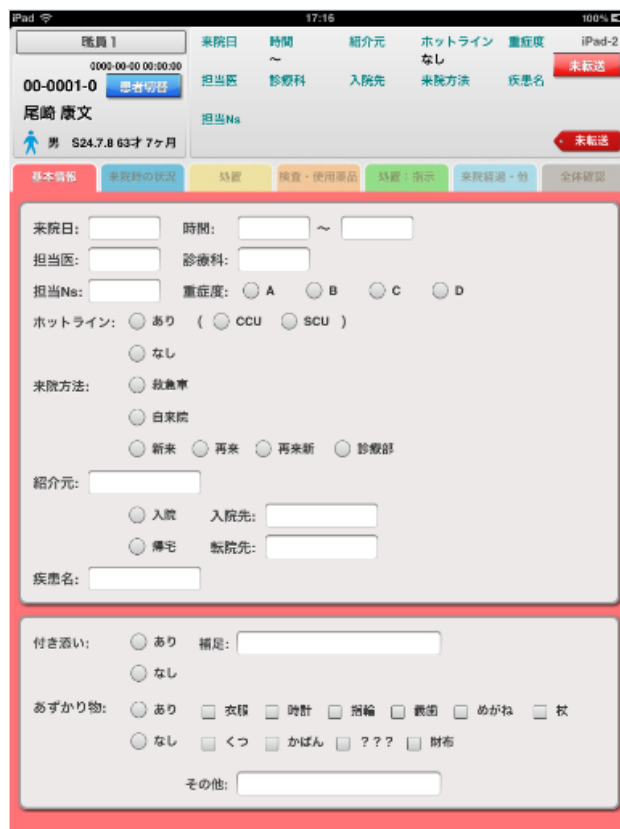 iPad 17:16 100%
職員1 来院日 時間 紹介元 ホットライン 重症度 iPad-2
0000-00-00 00:00:00 ～ なし 未転送
00-0001-0 患者切替 担当医 診療科 入院先 来院方法 疾患名
尾崎 康文 担当Ns
男 S24.7.8 63才 7ヶ月 未転送
基本情報 来院時の状況 処置 検査・使用薬品 処置：指示 来院経過・他 全体確認
来院日: 時間: ～
担当医: 診療科:
担当Ns: 重症度: A B C D
ホットライン: あり ( CCU SCU )
なし
来院方法: 救急車
自来院
新来 再来 再来新 診療部
紹介元:
入院 入院先:
帰宅 転院先:
疾患名:
付き添い: あり 補足:
なし
あずかり物: あり 衣服 時計 指輪 義歯 めがね 杖
なし くつ かばん ??? 財布
その他: